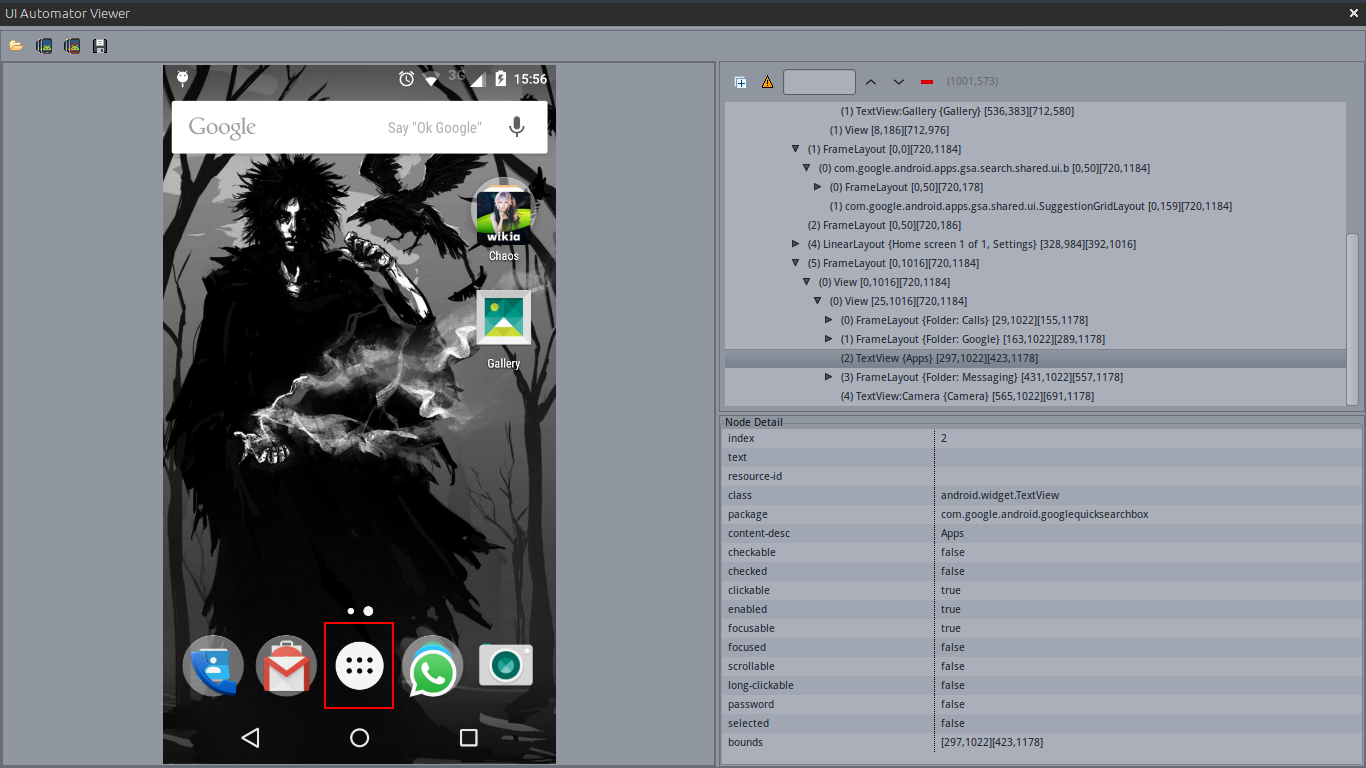 UI Automator Viewer
3G
15:56
Google
Say "Ok Google"
wikia
Chaos
Gallery
(1001,573)
(1) TextView:Gallery {Gallery} [536,383][712,580]
(1) View [8,186][712,976]
(1) FrameLayout [0,0][720,1184]
(0) com.google.android.apps.gsa.search.shared.ui.b [0,50][720,1184]
(0) FrameLayout [0,50][720,178]
(1) com.google.android.apps.gsa.shared.ui.SuggestionGridLayout [0,159][720,1184]
(2) FrameLayout [0,50][720,186]
(4) LinearLayout {Home screen 1 of 1, Settings} [328,984][392,1016]
(5) FrameLayout [0,1016][720,1184]
(0) View [0,1016][720,1184]
(0) View [25,1016][720,1184]
(0) FrameLayout {Folder: Calls} [29,1022][155,1178]
(1) FrameLayout {Folder: Google} [163,1022][289,1178]
(2) TextView {Apps} [297,1022][423,1178]
(3) FrameLayout {Folder: Messaging} [431,1022][557,1178]
(4) TextView:Camera {Camera} [565,1022][691,1178]
Node Detail
index 2
text
resource-id
class android.widget.TextView
package com.google.android.googlequicksearchbox
content-desc Apps
checkable false
checked false
clickable true
enabled true
focusable true
focused false
scrollable false
long-clickable false
password false
selected false
bounds [297,1022][423,1178]